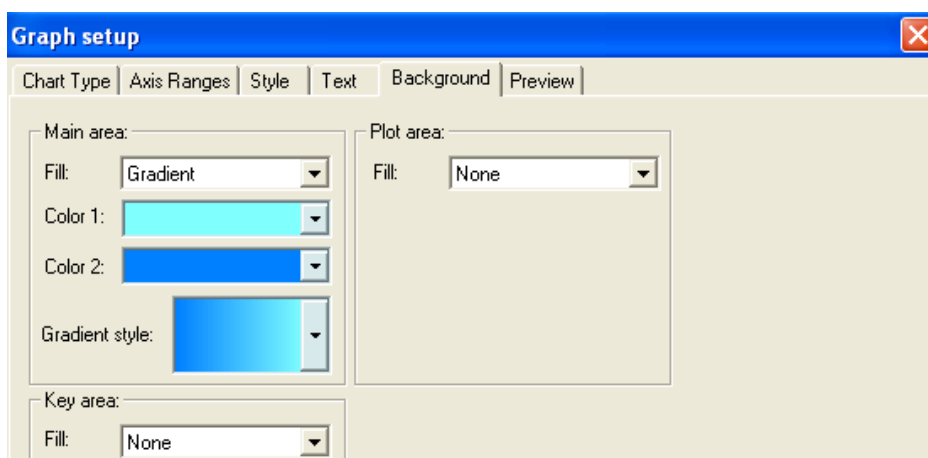 Graph setup
Chart Type Axis Ranges Style Text Background Preview
Main area:
Fill: Gradient
Color 1:
Color 2:
Gradient style:
Plot area:
Fill: None
Key area:
Fill: None